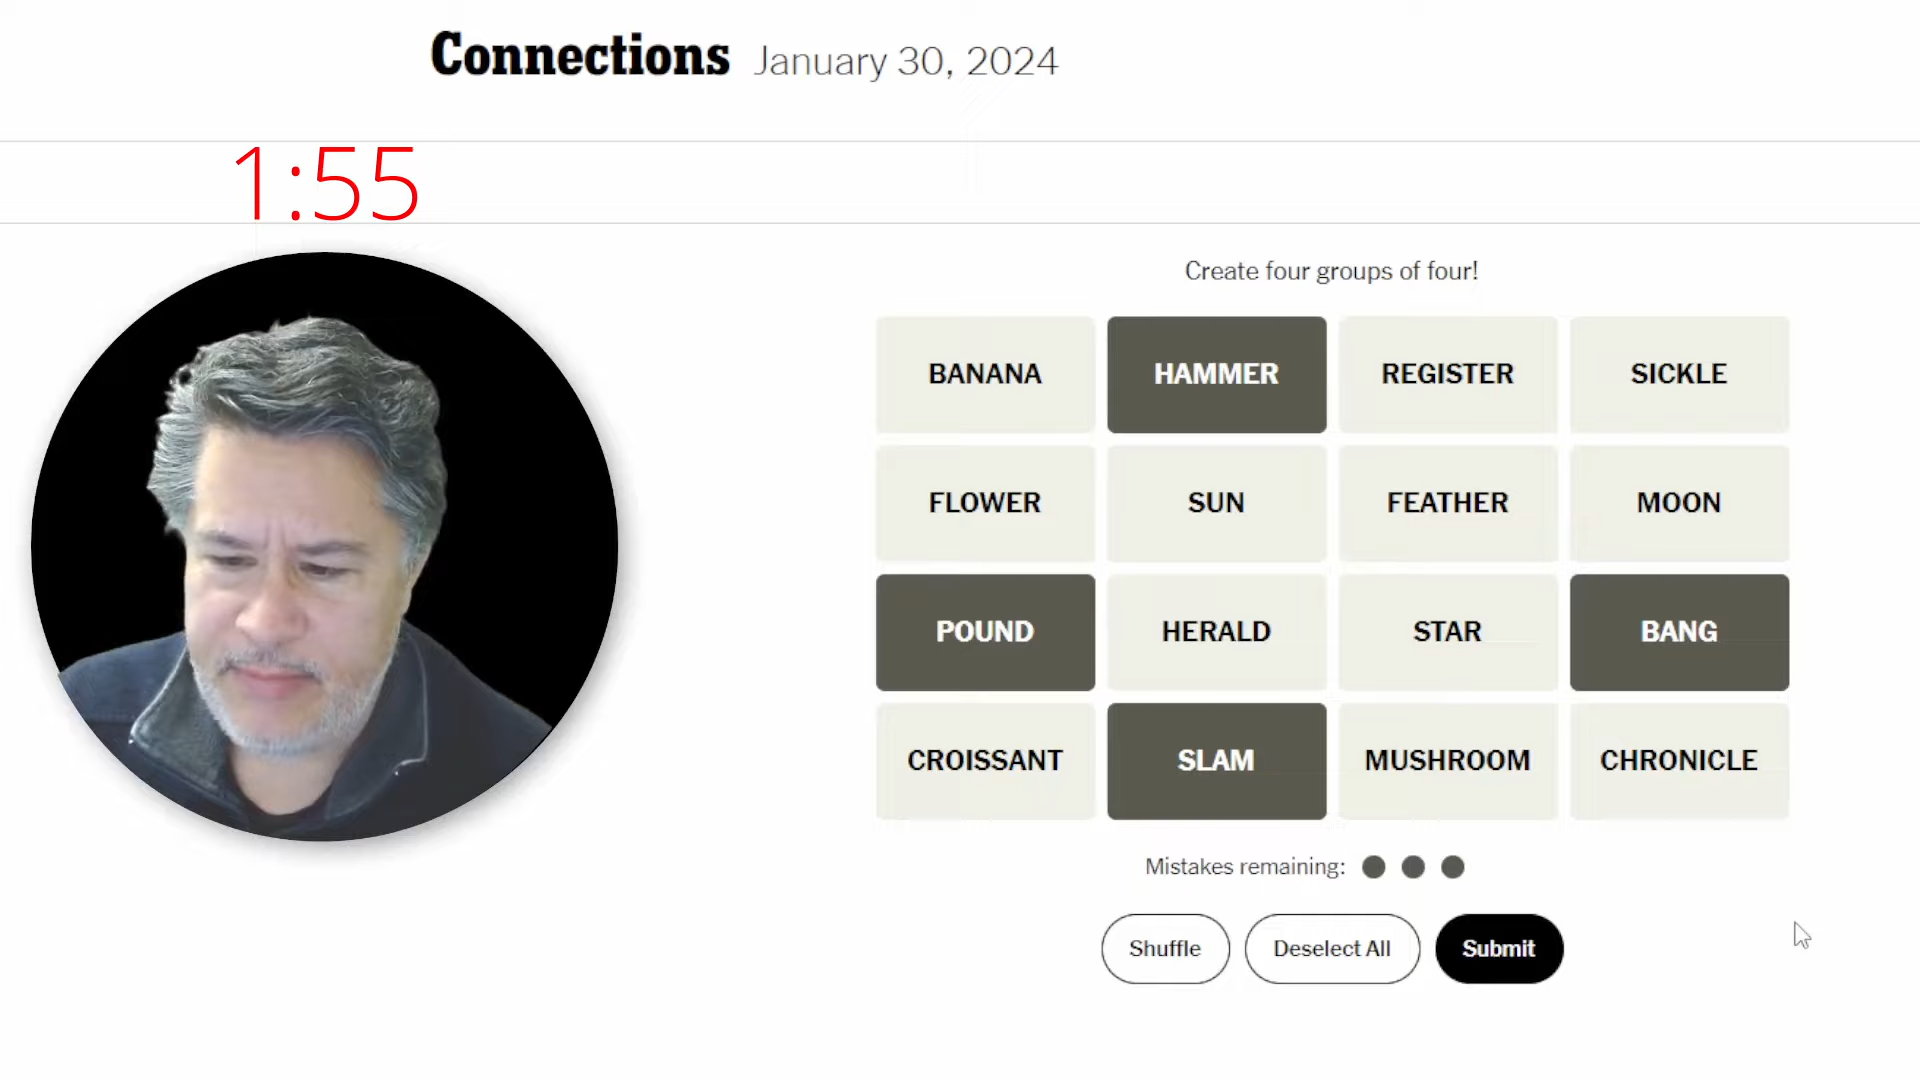 Connections January 30, 2024
1:55
Create four groups of four!
BANANA HAMMER REGISTER SICKLE
FLOWER SUN FEATHER MOON
POUND HERALD STAR BANG
CROISSANT SLAM MUSHROOM CHRONICLE
Mistakes remaining:
Shuffle Deselect All Submit